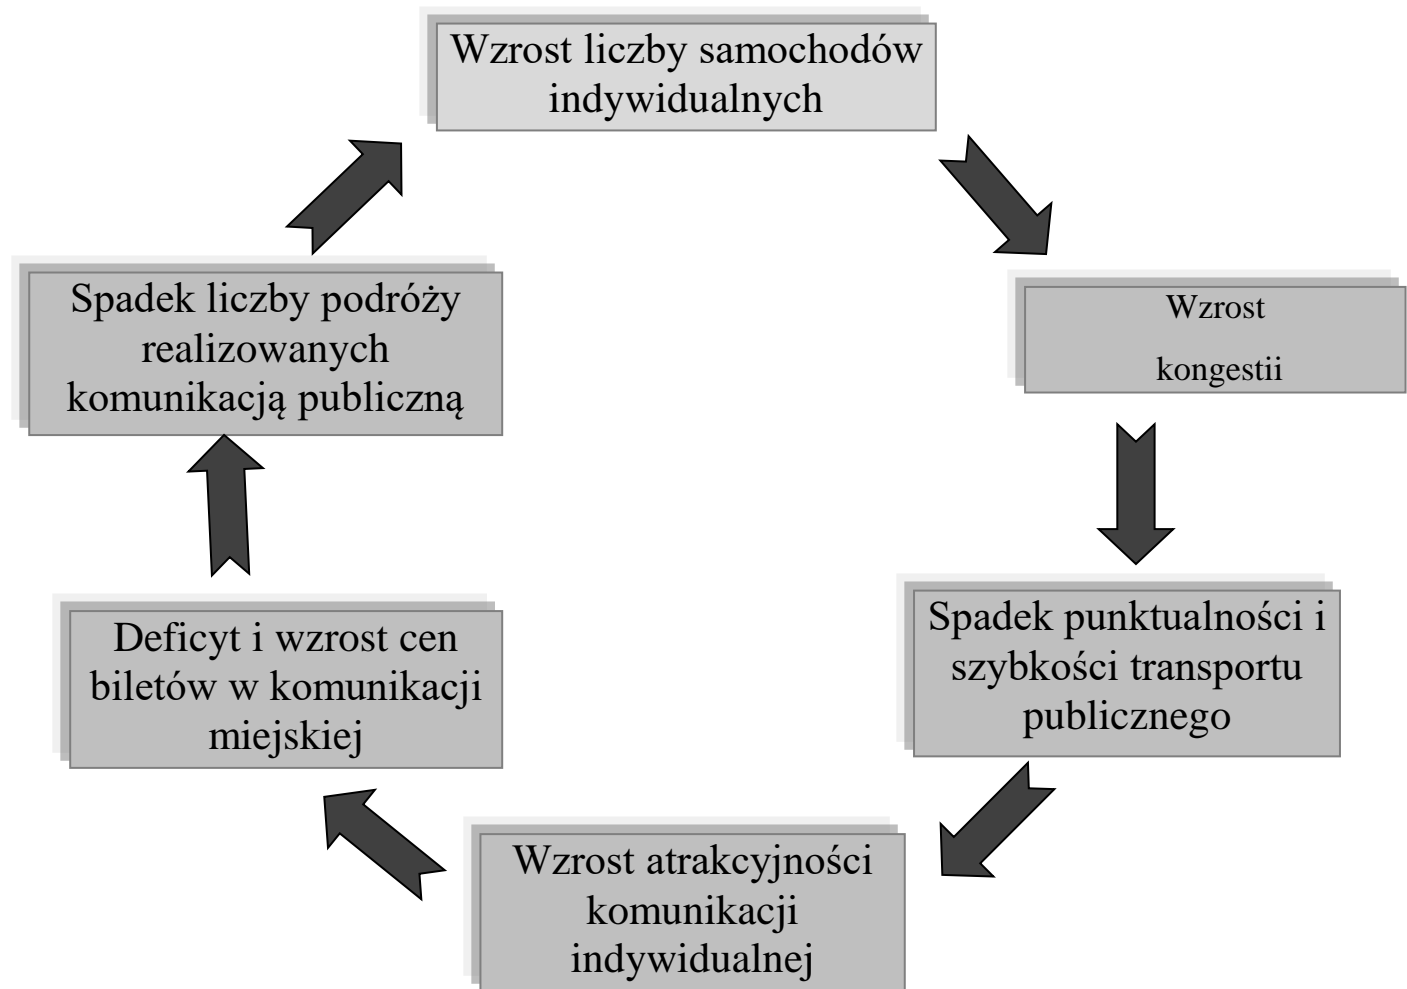 Wzrost liczby samochodów
indywidualnych
Wzrost
kongestii
Spadek punktualności i
szybkości transportu
publicznego
Wzrost atrakcyjności
komunikacji
indywidualnej
Deficyt i wzrost cen
biletów w komunikacji
miejskiej
Spadek liczby podróży
realizowanych
komunikacją publiczną